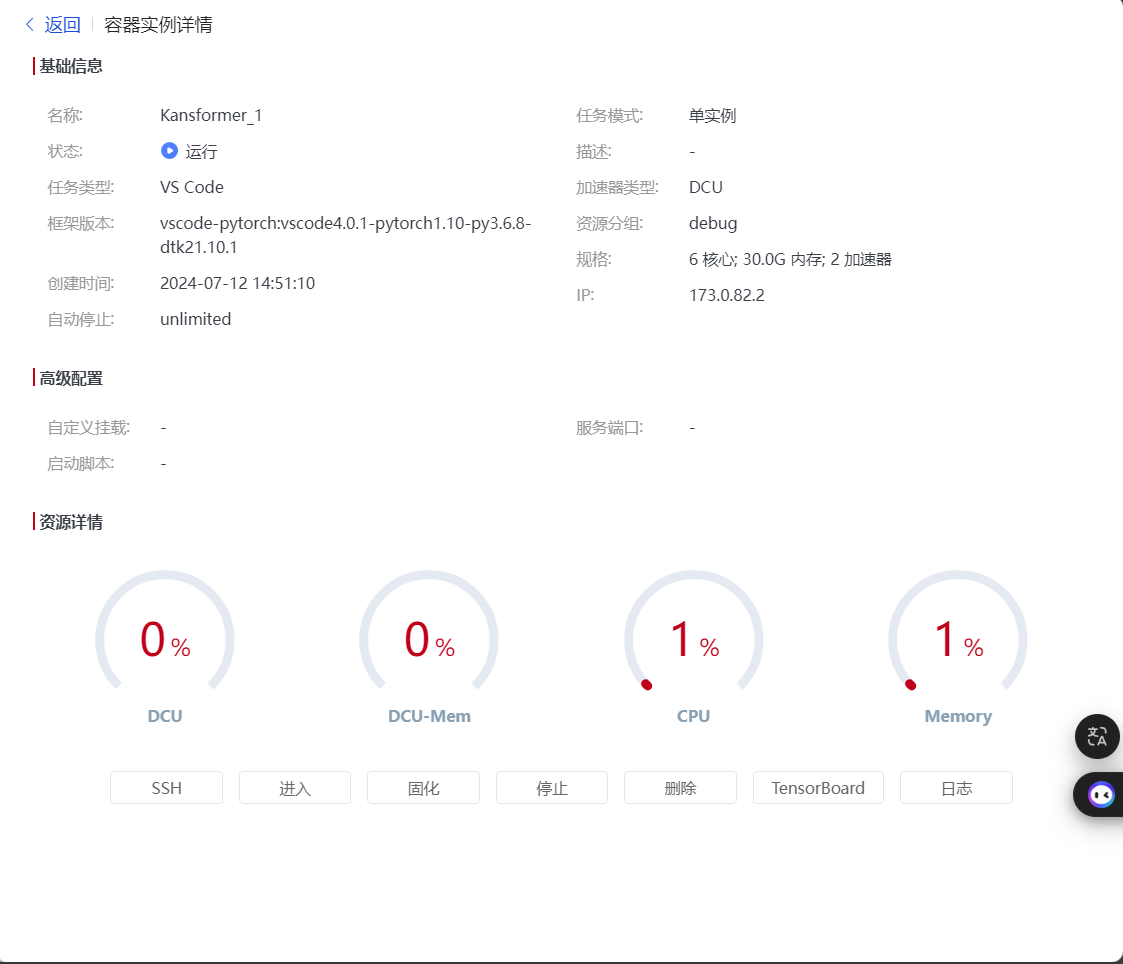 返回 容器实例详情
基础信息
名称: Kansformer_1
任务模式: 单实例
状态: 运行
描述: -
任务类型: VS Code
加速器类型: DCU
框架版本: vscode-pytorch:vscode4.0.1-pytorch1.10-py3.6.8-
dtk21.10.1
资源分组: debug
规格: 6 核心; 30.0G 内存; 2 加速器
创建时间: 2024-07-12 14:51:10
IP: 173.0.82.2
自动停止: unlimited
高级配置
自定义挂载: -
服务端口: -
启动脚本: -
资源详情
0 %
0 %
1 %
1 %
DCU
DCU-Mem
CPU
Memory
SSH
进入
固化
停止
删除
TensorBoard
日志
文A